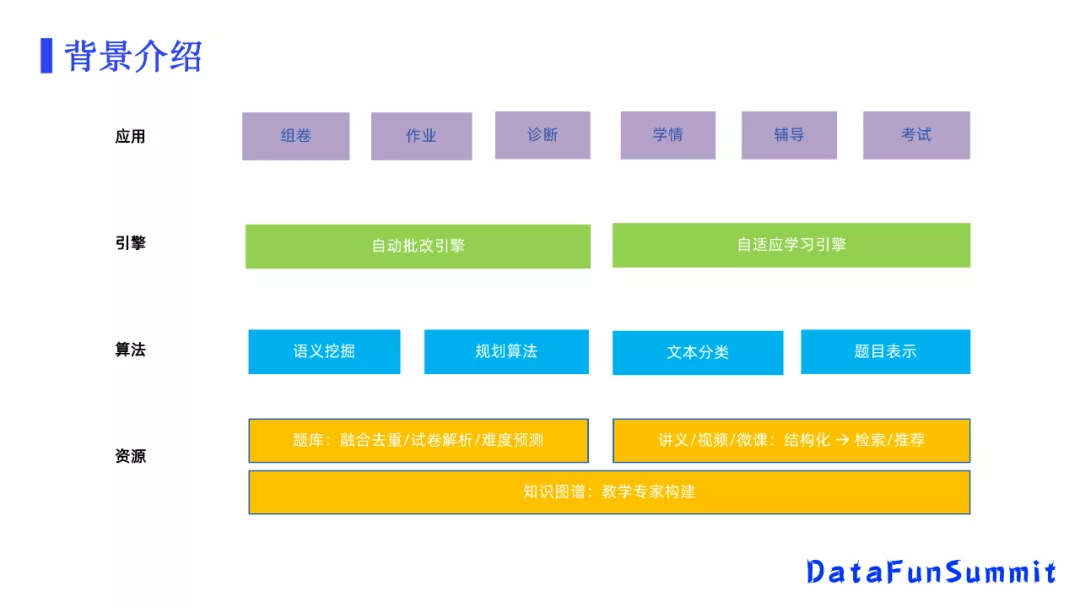 背景介绍
应用
组卷
作业
诊断
学情
辅导
考试
引擎
自动批改引擎
自适应学习引擎
算法
语义挖掘
规划算法
文本分类
题目表示
资源
题库：融合去重/试卷解析/难度预测
讲义/视频/微课：结构化 → 检索/推荐
知识图谱：教学专家构建
DataFunSummit